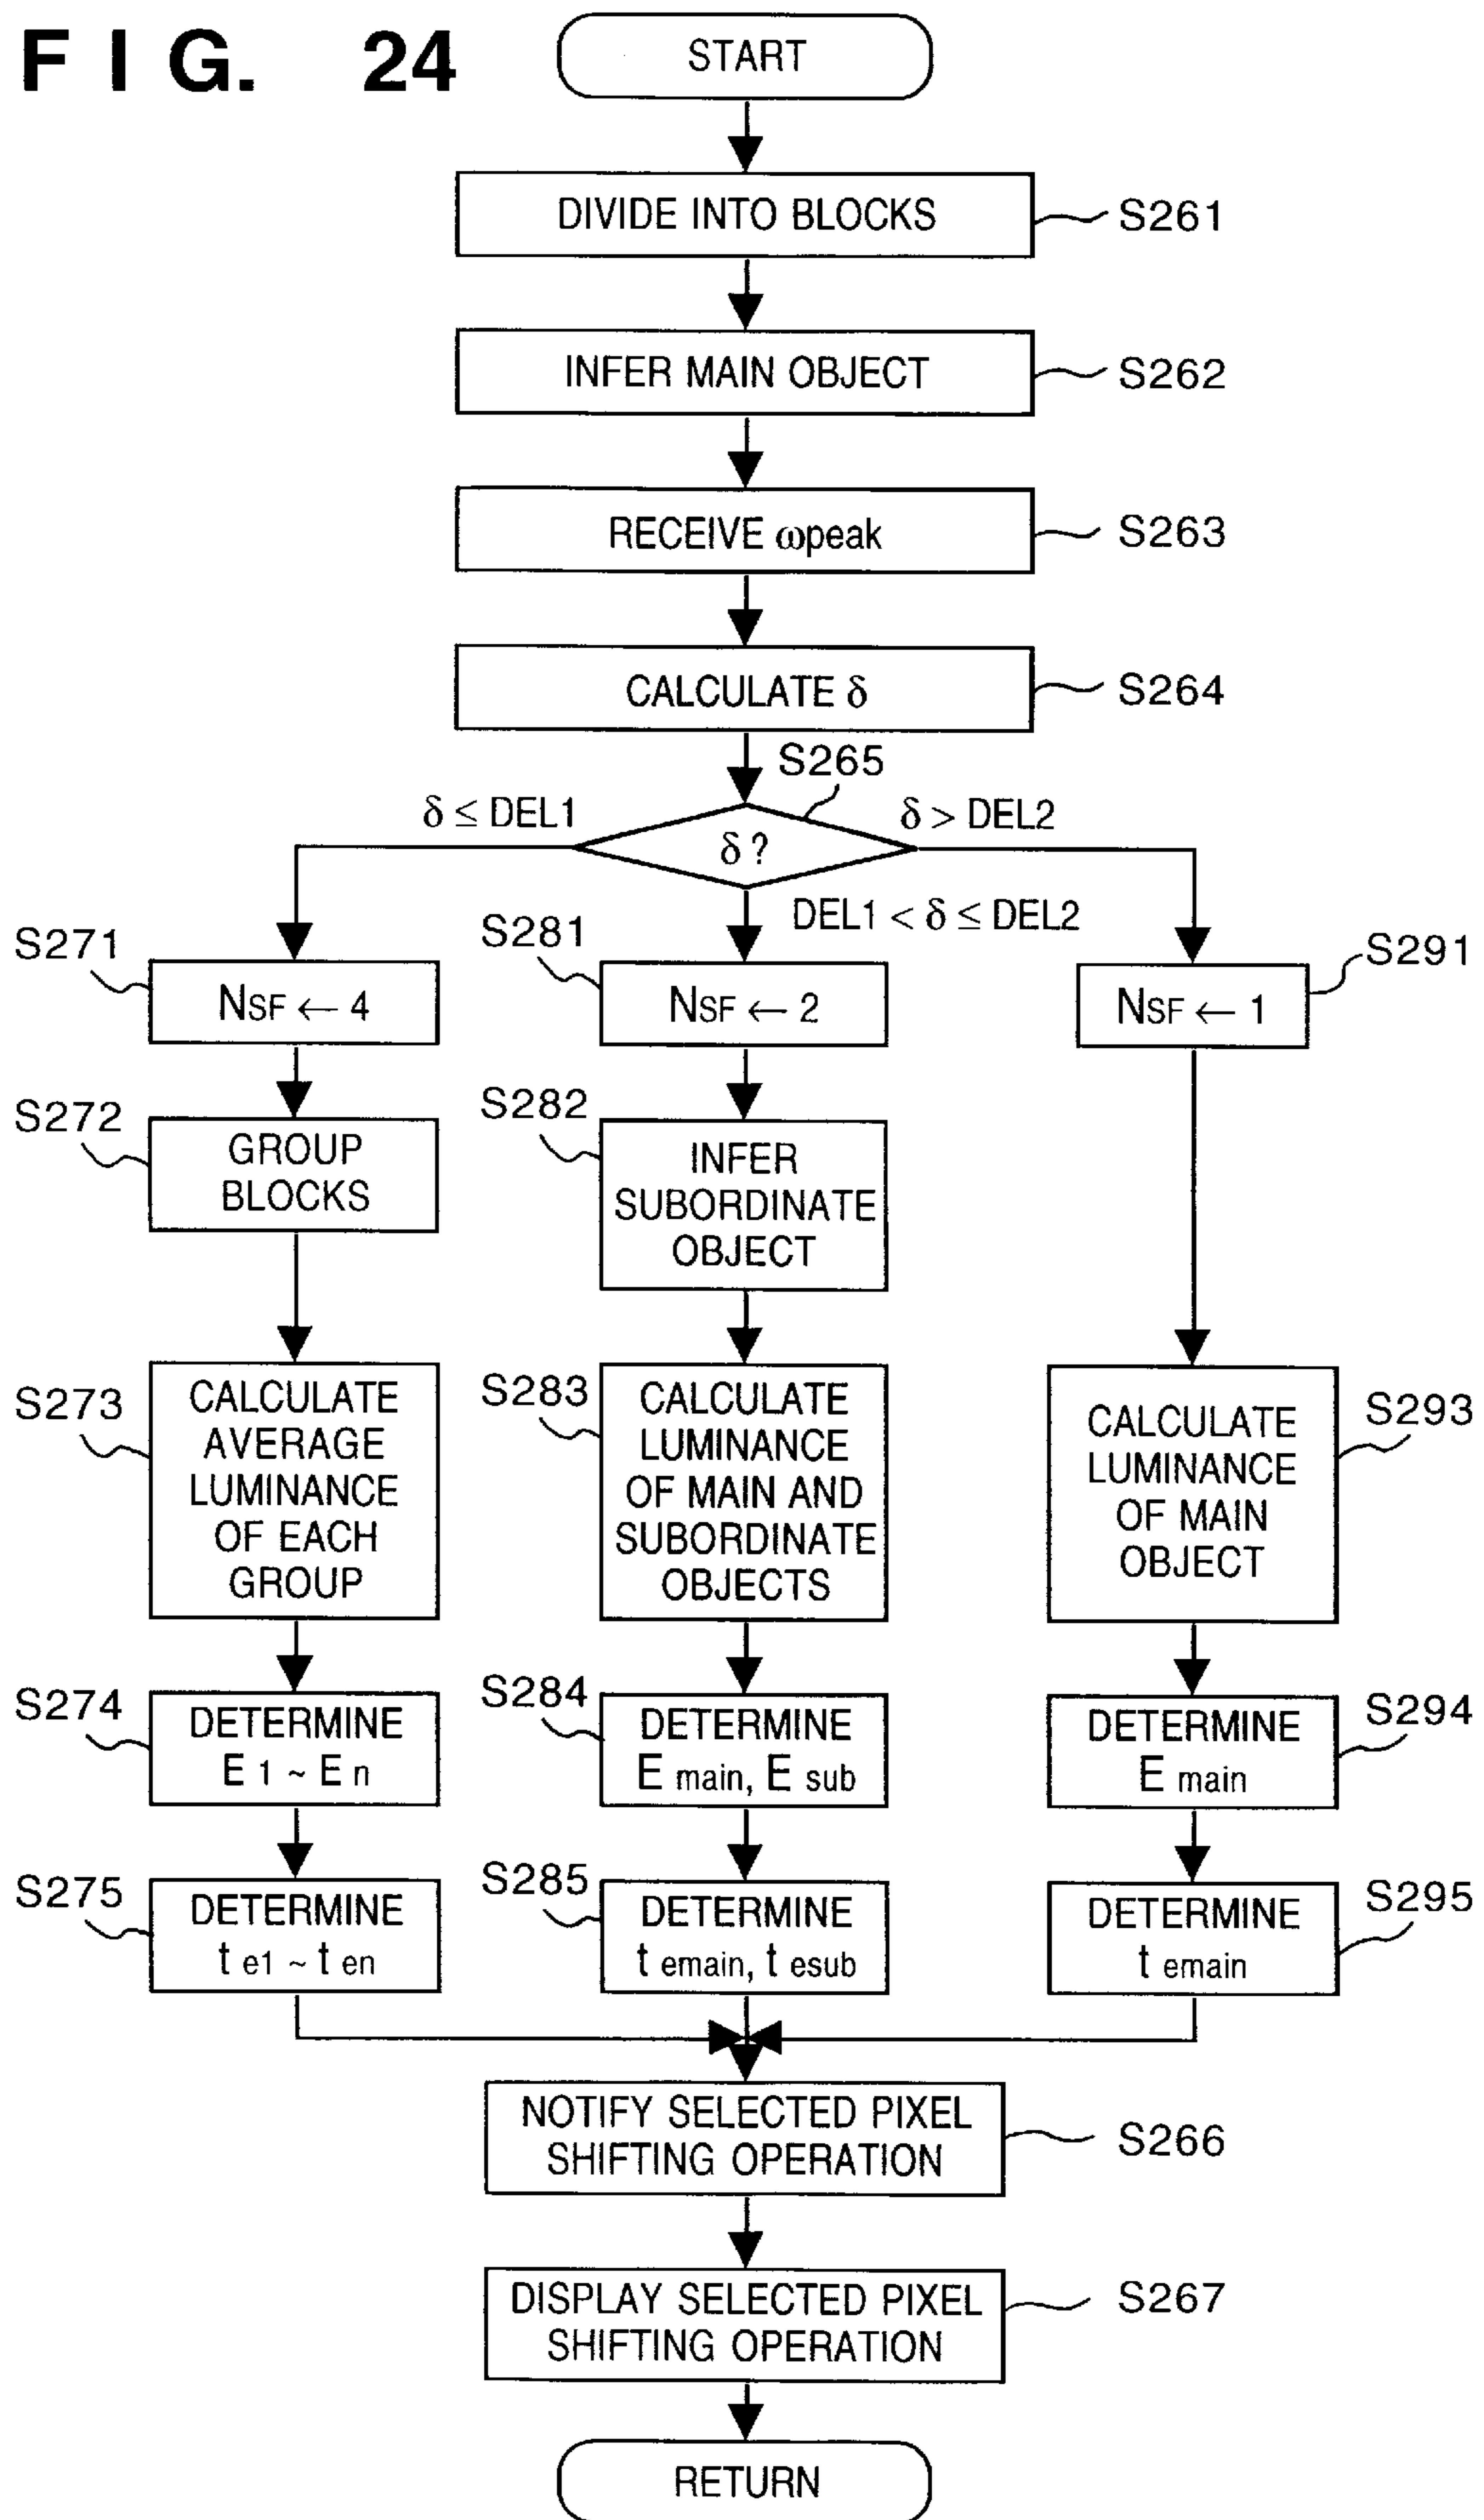 FIG. 24
START
DIVIDE INTO BLOCKS
S261
INFER MAIN OBJECT
S262
RECEIVE ωpeak
S263
CALCULATE δ
S264
S265
δ ≤ DEL1
δ ?
δ > DEL2
DEL1 < δ ≤ DEL2
S271
NSF ← 4
S281
NSF ← 2
S291
NSF ← 1
S272
GROUP
BLOCKS
S282
INFER
SUBORDINATE
OBJECT
S273
CALCULATE
AVERAGE
LUMINANCE
OF EACH
GROUP
S283
CALCULATE
LUMINANCE
OF MAIN AND
SUBORDINATE
OBJECTS
S293
CALCULATE
LUMINANCE
OF MAIN
OBJECT
S274
DETERMINE
E 1 ~ E n
S284
DETERMINE
E main, E sub
S294
DETERMINE
E main
S275
DETERMINE
t e1 ~ t en
S285
DETERMINE
t emain, t esub
S295
DETERMINE
t emain
NOTIFY SELECTED PIXEL
SHIFTING OPERATION
S266
DISPLAY SELECTED PIXEL
SHIFTING OPERATION
S267
RETURN